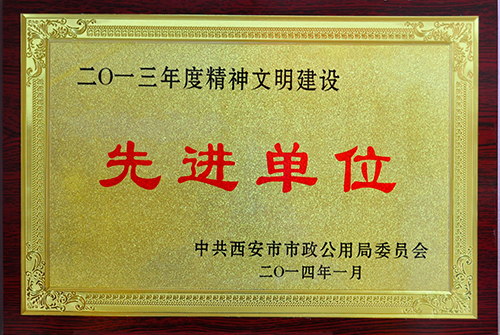 二〇一三年度精神文明建设
先进单位
中共西安市市政公用局委员会
二〇一四年一月